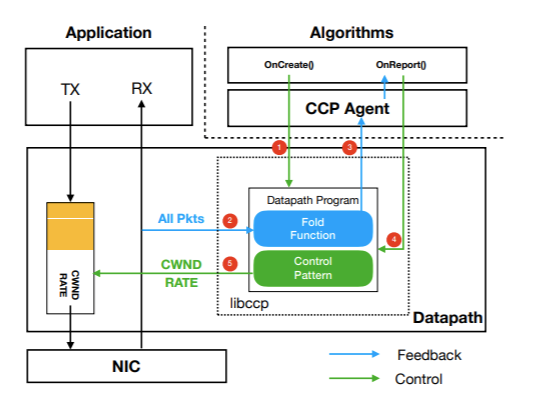 Application
Algorithms
OnCreate()
OnReport()
TX
RX
CCP Agent
1
3
Datapath Program
All Pkts
2
Fold
Function
4
CWND
RATE
CWND
RATE
5
Control
Pattern
libccp
Datapath
NIC
Feedback
Control